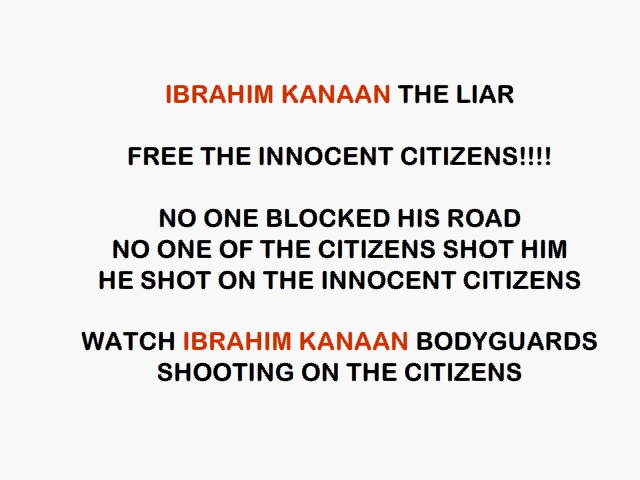 IBRAHIM KANAAN THE LIAR
FREE THE INNOCENT CITIZENS!!!!
NO ONE BLOCKED HIS ROAD
NO ONE OF THE CITIZENS SHOT HIM
HE SHOT ON THE INNOCENT CITIZENS
WATCH IBRAHIM KANAAN BODYGUARDS
SHOOTING ON THE CITIZENS